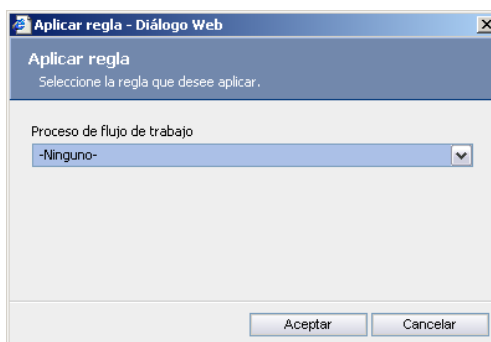 Aplicar regla - Diálogo Web
Aplicar regla
Seleccione la regla que desee aplicar.
Proceso de flujo de trabajo
-Ninguno-
Aceptar
Cancelar